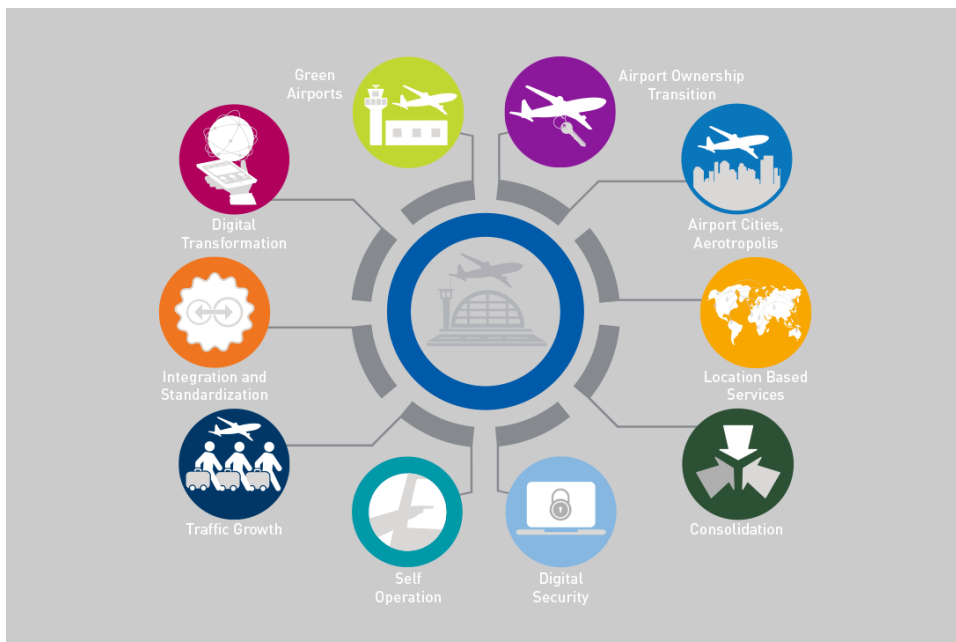 Green
Airports
Airport Ownership
Transition
Digital
Transformation
Airport Cities,
Aerotropolis
Integration and
Standardization
Location Based
Services
Traffic Growth
Consolidation
Self
Operation
Digital
Security